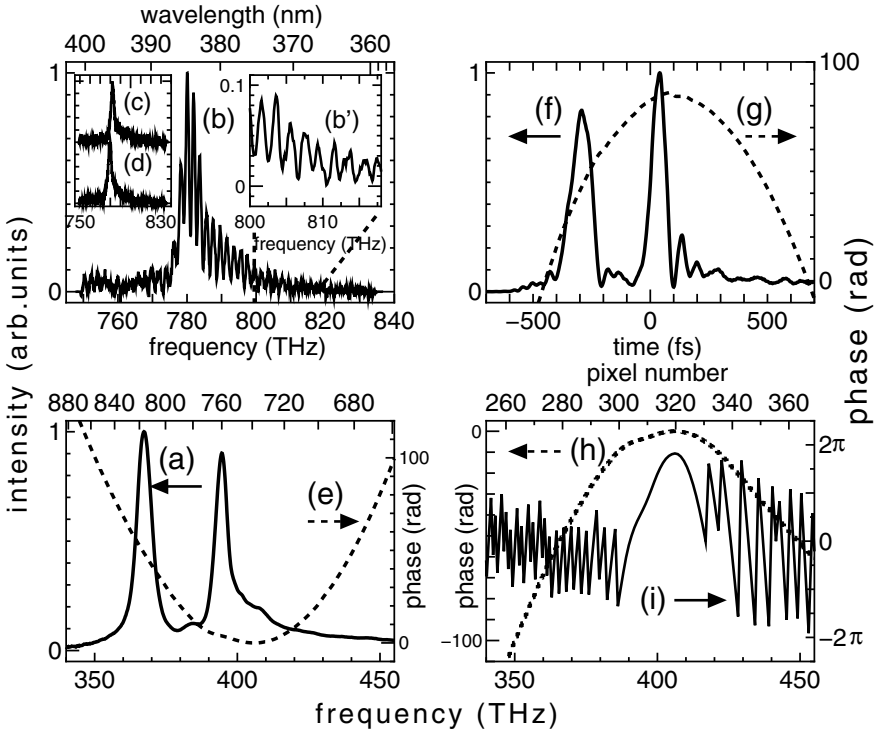 wavelength (nm)
400 390 380 370 360
1
0
(c)
(d)
750 830
(b)
0.1
(b')
0
800 810
frequency (THz)
760 780 800 820 840
frequency (THz)
100
1
0
0
(f)
(g)
−500 0 500
time (fs)
intensity (arb.units)
phase (rad)
880 840 800 760 720 680
1
0
(a)
(e)
100
0
phase (rad)
350 400 450
pixel number
260 280 300 320 340 360
0
−100
phase (rad)
(h)
(i)
2π
0
−2π
350 400 450
frequency (THz)